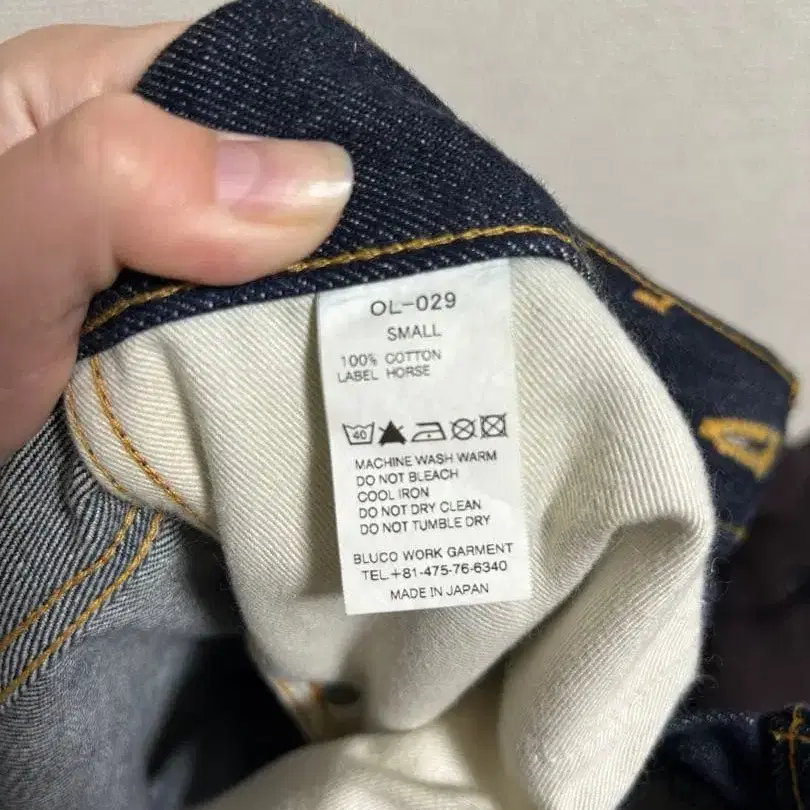 OL-029
SMALL
100% COTTON
LABEL HORSE
40
MACHINE WASH WARM
DO NOT BLEACH
COOL IRON
DO NOT DRY CLEAN
DO NOT TUMBLE DRY
BLUCO WORK GARMENT
TEL.+81-475-76-6340
MADE IN JAPAN